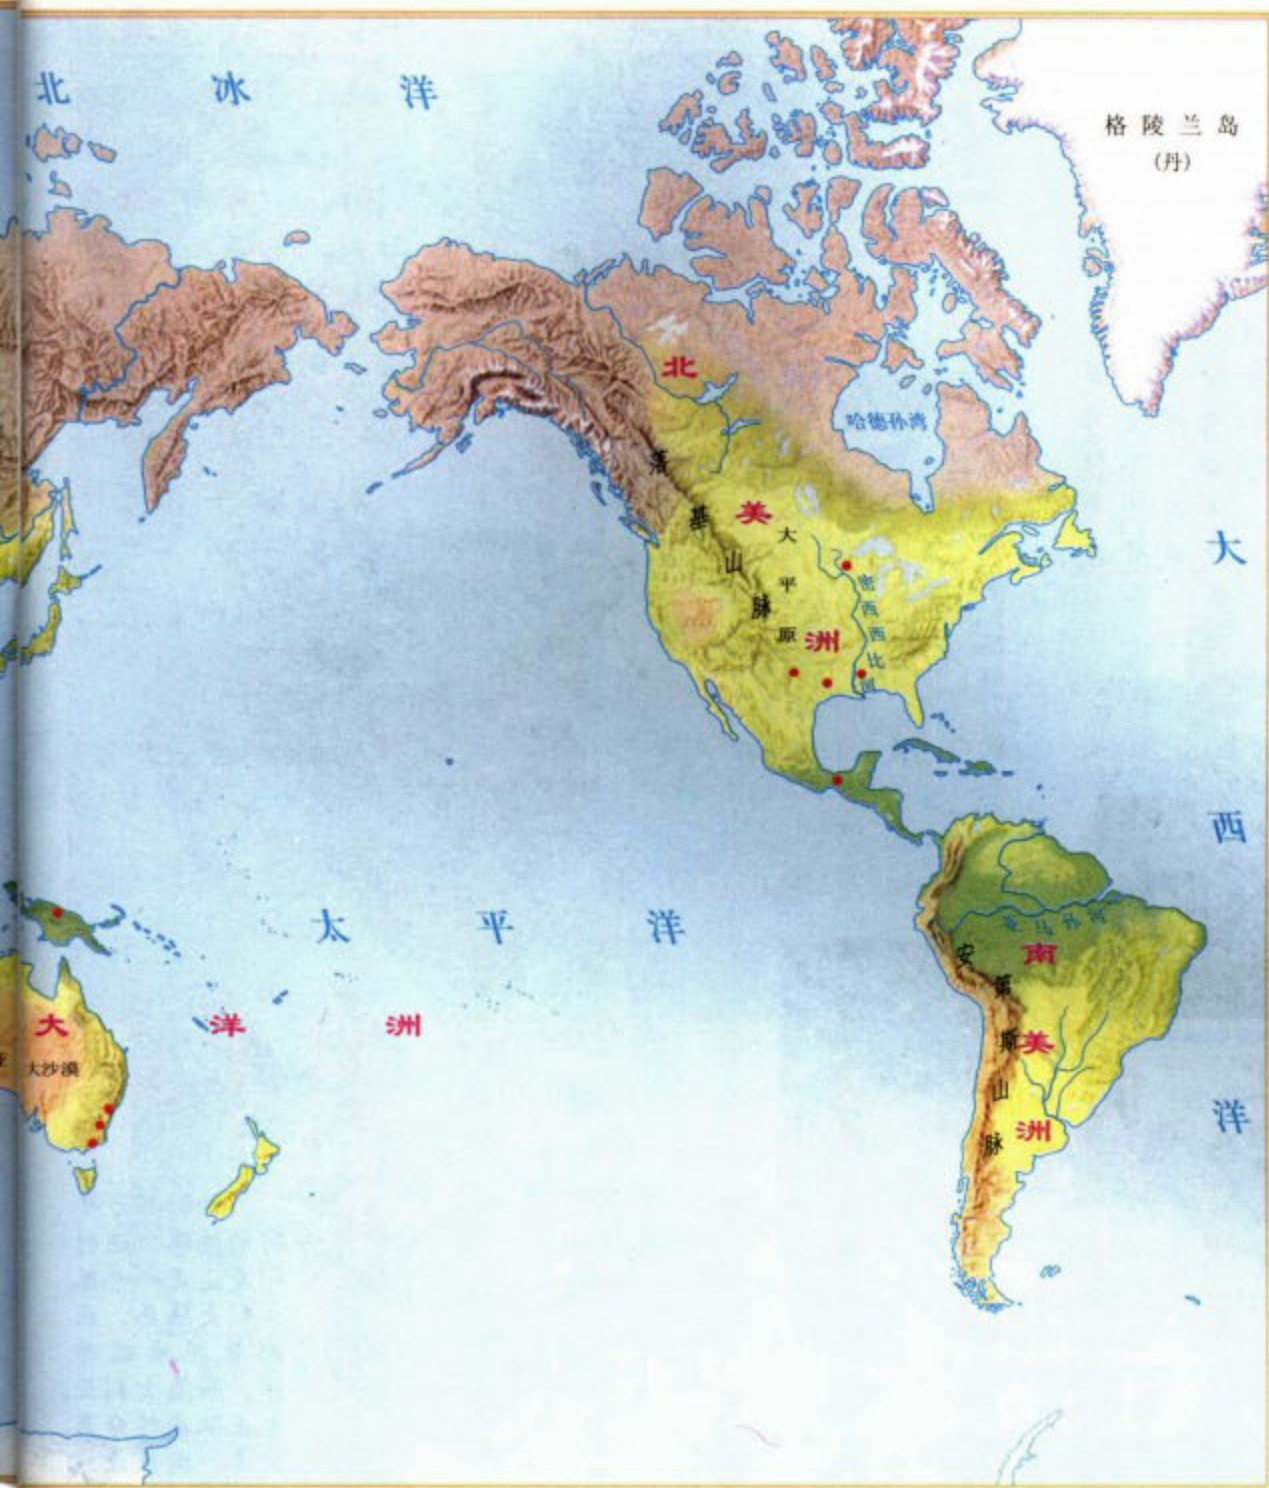 北冰洋
格陵兰岛
(丹)
北美洲
哈德孙湾
落基山脉
大平原
密西西比河
大西洋
太平洋
大洋洲
大沙漠
亚马孙河
南美洲
安第斯山脉